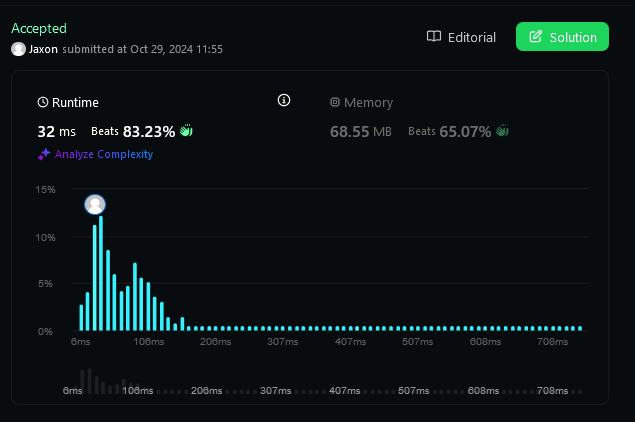 Accepted
Editorial
Solution
Jaxon submitted at Oct 29, 2024 11:55
Runtime
Memory
32 ms Beats 83.23%
68.55 MB Beats 65.07%
Analyze Complexity
15%
10%
5%
0%
6ms 106ms 206ms 307ms 407ms 507ms 608ms 708ms
6ms 106ms 206ms 307ms 407ms 507ms 608ms 708ms